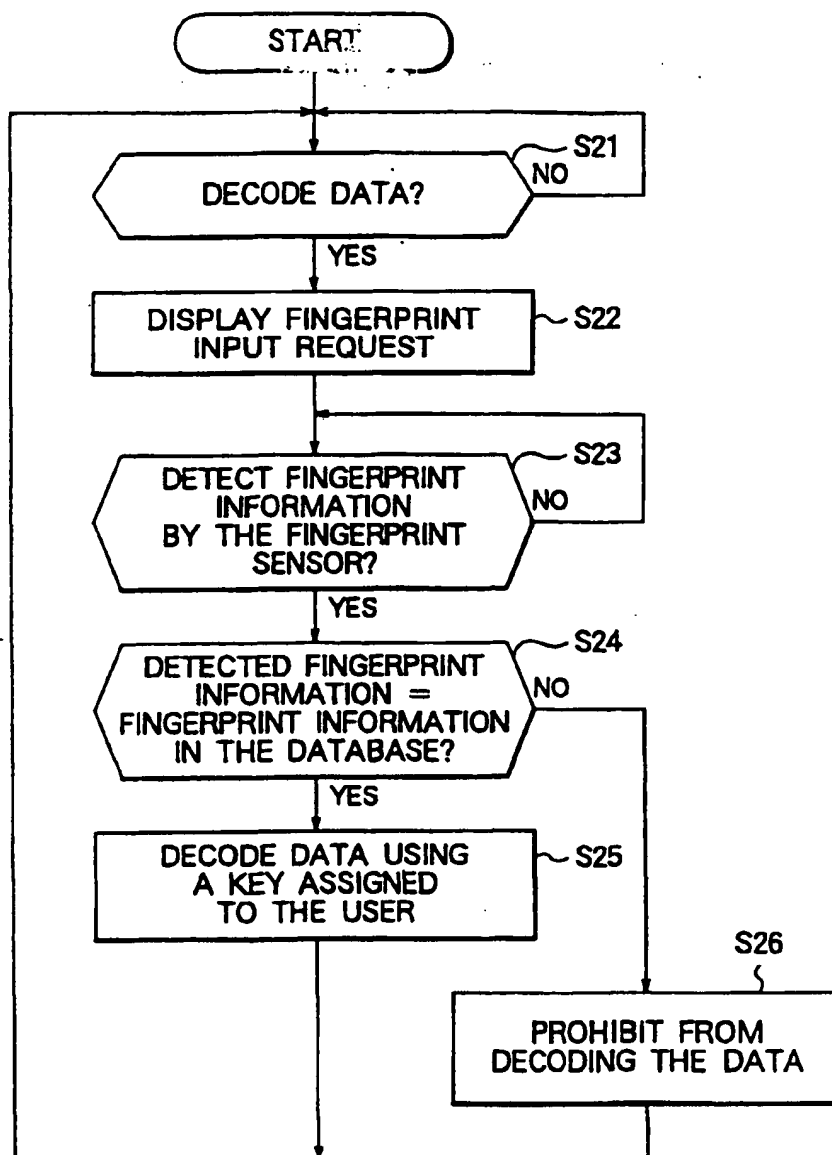 START
S21
DECODE DATA?
NO
YES
DISPLAY FINGERPRINT
INPUT REQUEST
S22
S23
DETECT FINGERPRINT
INFORMATION
BY THE FINGERPRINT
SENSOR?
NO
YES
S24
DETECTED FINGERPRINT
INFORMATION =
FINGERPRINT INFORMATION
IN THE DATABASE?
NO
YES
DECODE DATA USING
A KEY ASSIGNED
TO THE USER
S25
S26
PROHIBIT FROM
DECODING THE DATA